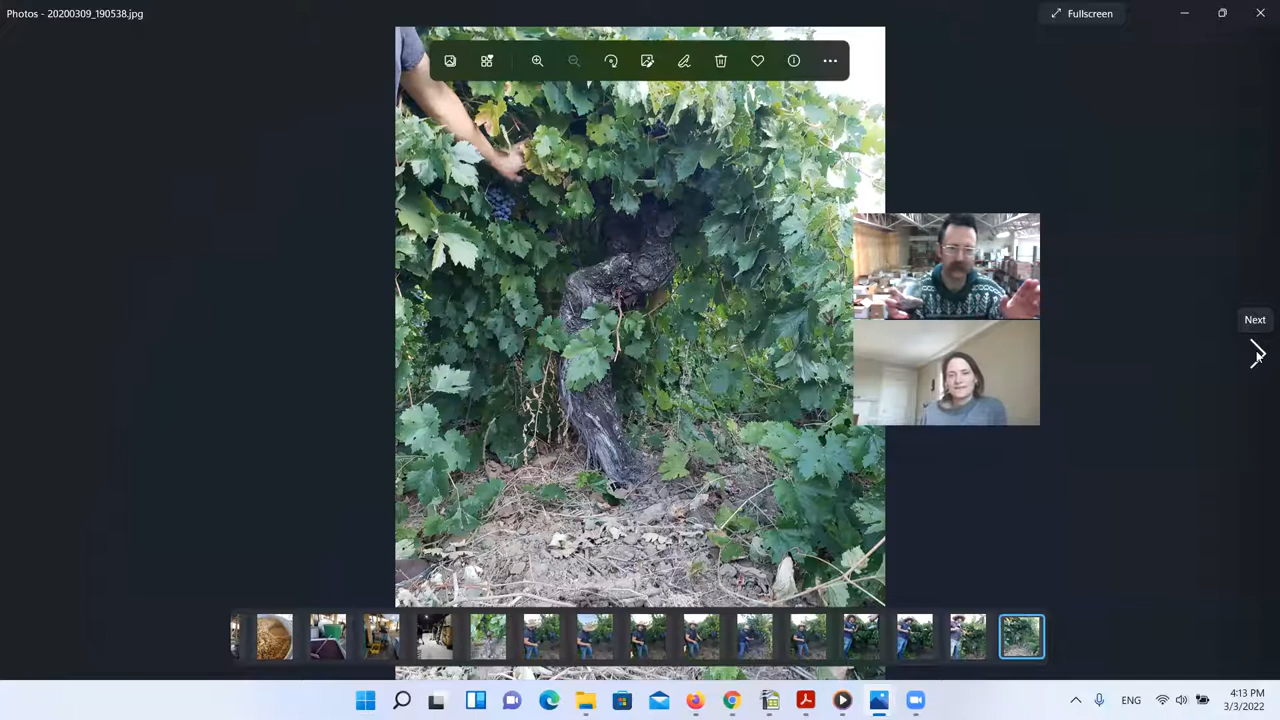 Photos - 20200309_190538.jpg
Fullscreen
Next
ENG
4:13 PM
3/3/2022